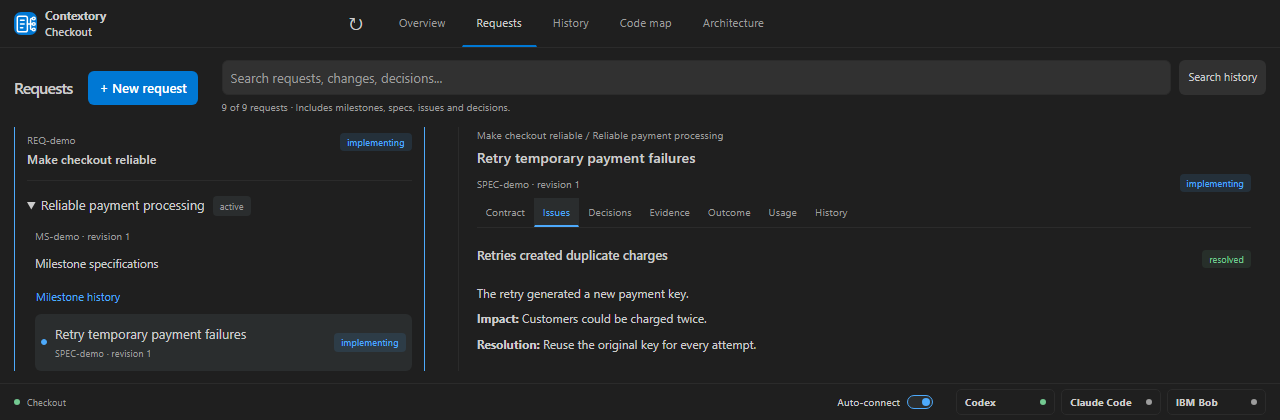 Contextory
Checkout
↻
Overview
Requests
History
Code map
Architecture
Requests
+ New request
Search requests, changes, decisions...
Search history
9 of 9 requests · Includes milestones, specs, issues and decisions.
REQ-demo
implementing
Make checkout reliable
▼ Reliable payment processing
active
MS-demo · revision 1
Milestone specifications
Milestone history
Retry temporary payment failures
SPEC-demo · revision 1
implementing
Make checkout reliable / Reliable payment processing
Retry temporary payment failures
SPEC-demo · revision 1
implementing
Contract
Issues
Decisions
Evidence
Outcome
Usage
History
Retries created duplicate charges
resolved
The retry generated a new payment key.
Impact: Customers could be charged twice.
Resolution: Reuse the original key for every attempt.
Checkout
Auto-connect
Codex
Claude Code
IBM Bob